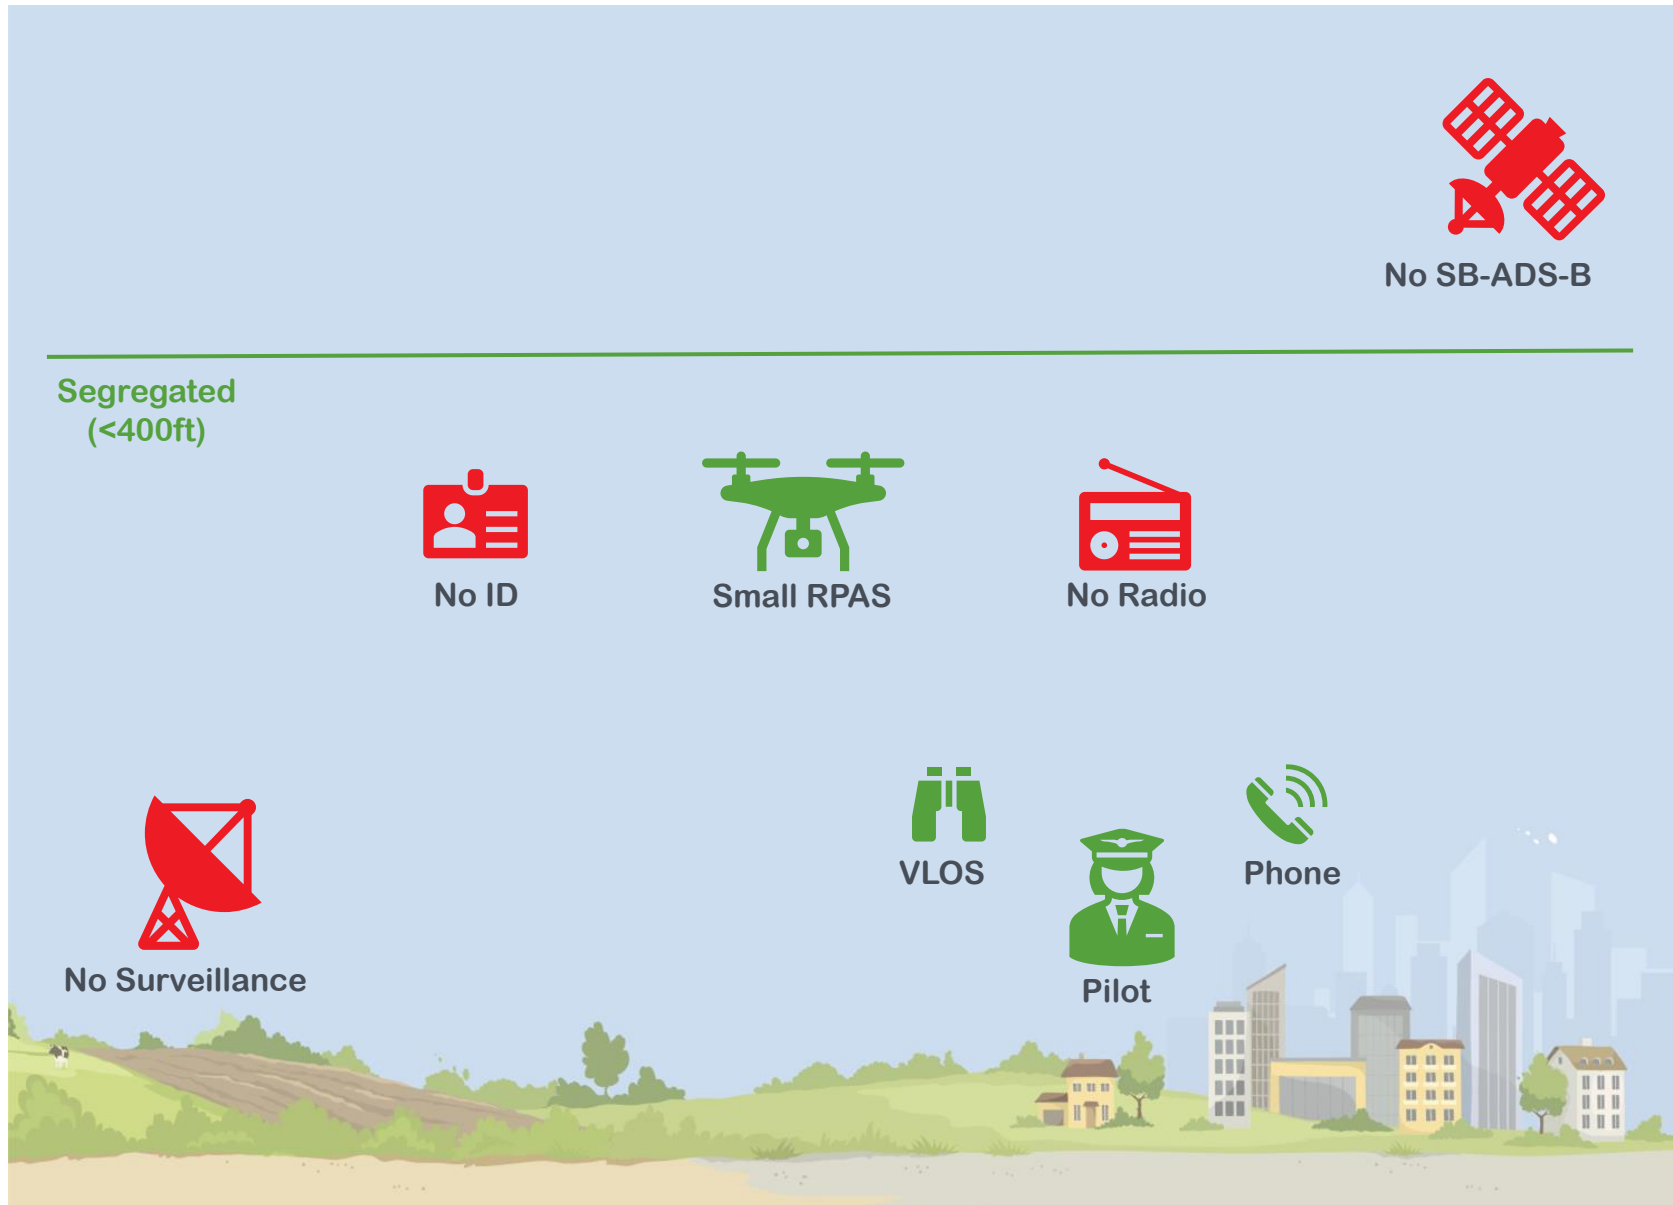 No SB-ADS-B
Segregated
(<400ft)
No ID
Small RPAS
No Radio
VLOS
Phone
No Surveillance
Pilot